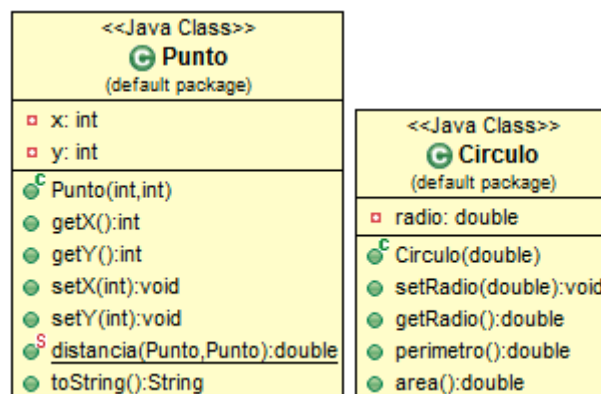 <<Java Class>>
C Punto
(default package)
x: int
y: int
C Punto(int,int)
getX():int
getY():int
setX(int):void
setY(int):void
S distancia(Punto,Punto):double
toString():String
<<Java Class>>
C Circulo
(default package)
radio: double
C Circulo(double)
setRadio(double):void
getRadio():double
perimetro():double
area():double